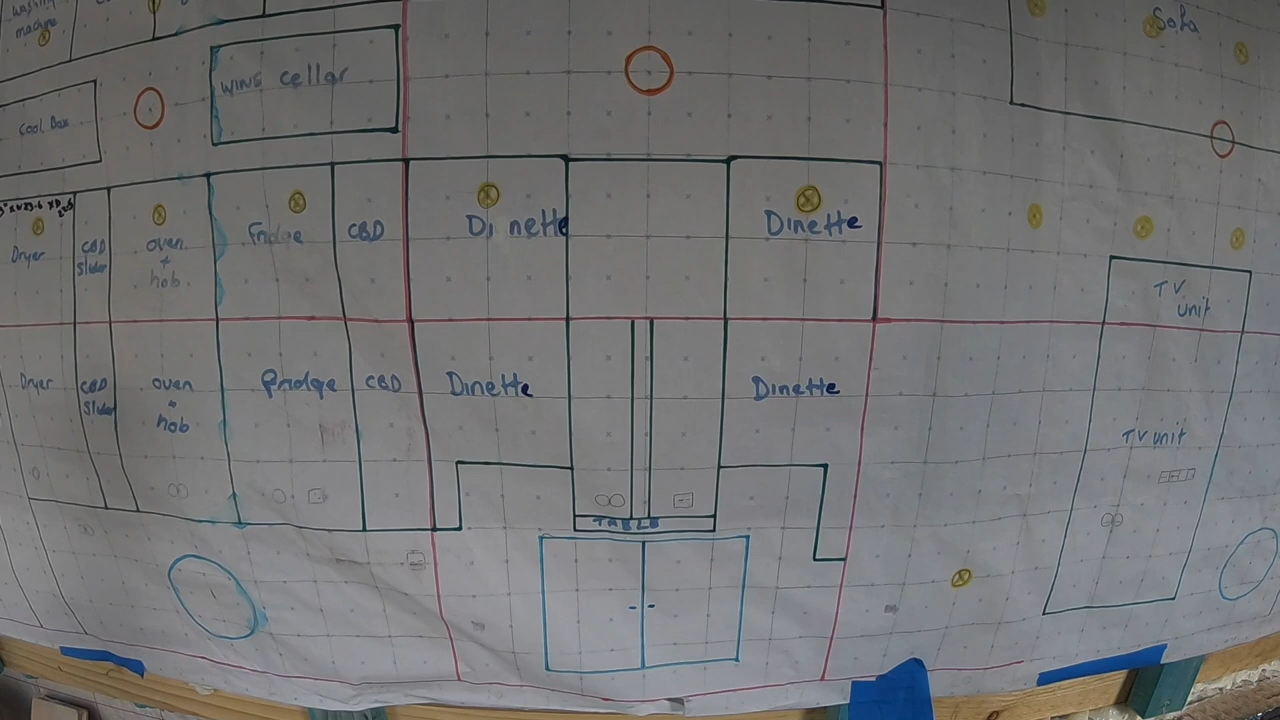 washing
machine
Sofa
WINE cellar
Cool Box
Dryer
CBD
Slider
oven
+
hob
Fridge
CBD
Dinette
Dinette
TV
unit
Dryer
CBD
Slider
oven
+
hob
Fridge
CBD
Dinette
Dinette
TV unit
TABLE